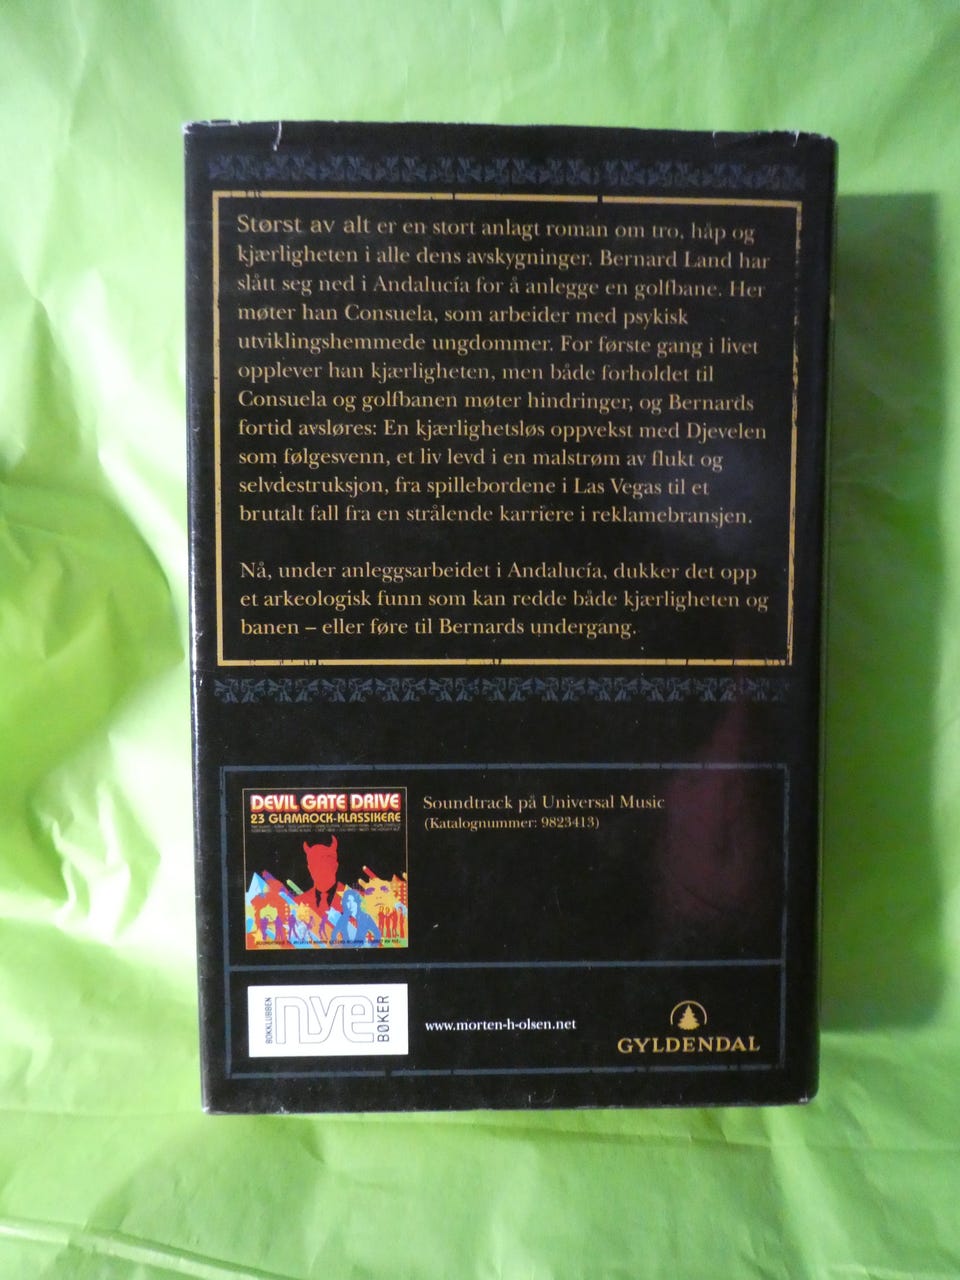 Størst av alt er en stort anlagt roman om tro, håp og
kjærligheten i alle dens avskygninger. Bernard Land har
slått seg ned i Andalucía for å anlegge en golfbane. Her
møter han Consuela, som arbeider med psykisk
utviklingshemmede ungdommer. For første gang i livet
opplever han kjærligheten, men både forholdet til
Consuela og golfbanen møter hindringer, og Bernards
fortid avsløres: En kjærlighetsløs oppvekst med Djevelen
som følgesvenn, et liv levd i en malstrøm av flukt og
selvdestruksjon, fra spillebordene i Las Vegas til et
brutalt fall fra en strålende karriere i reklamebransjen.
Nå, under anleggsarbeidet i Andalucía, dukker det opp
et arkeologisk funn som kan redde både kjærligheten og
banen – eller føre til Bernards undergang.
DEVIL GATE DRIVE
23 GLAMROCK-KLASSIKERE
Soundtrack på Universal Music
(Katalognummer: 9823413)
BOKKLUBBEN
nye
BØKER
www.morten-h-olsen.net
GYLDENDAL